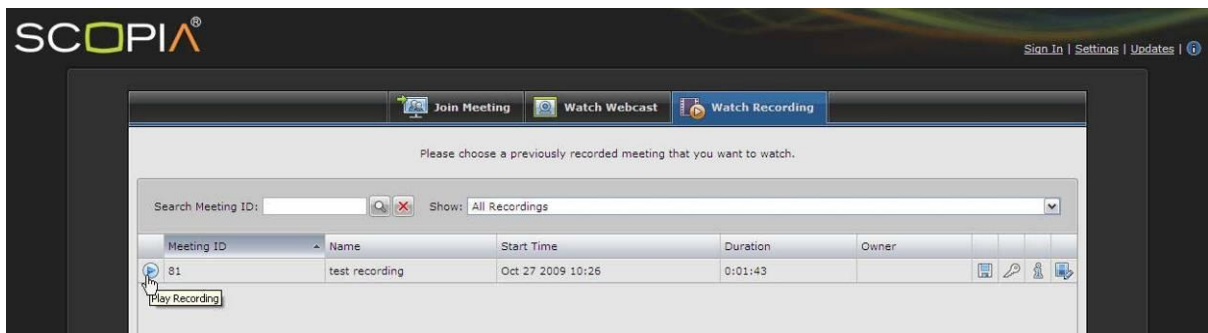 SCOPIA®
Sign In | Settings | Updates |
Join Meeting Watch Webcast Watch Recording
Please choose a previously recorded meeting that you want to watch.
Search Meeting ID: Show: All Recordings
Meeting ID Name Start Time Duration Owner
81 test recording Oct 27 2009 10:26 0:01:43
Play Recording